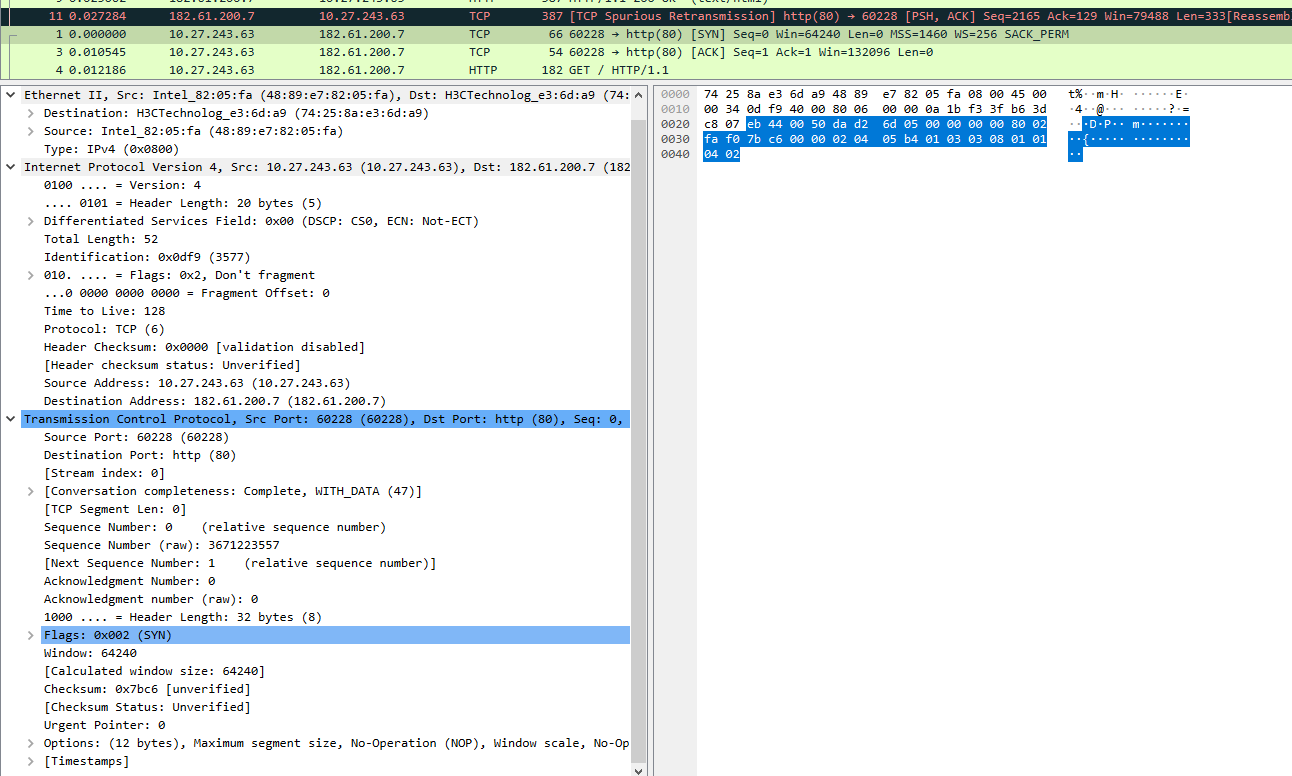 11 0.027284 182.61.200.7 10.27.243.63 TCP 387 [TCP Spurious Retransmission] http(80) → 60228 [PSH, ACK] Seq=2165 Ack=129 Win=79488 Len=333[Reassemb
1 0.000000 10.27.243.63 182.61.200.7 TCP 66 60228 → http(80) [SYN] Seq=0 Win=64240 Len=0 MSS=1460 WS=256 SACK_PERM
3 0.010545 10.27.243.63 182.61.200.7 TCP 54 60228 → http(80) [ACK] Seq=1 Ack=1 Win=132096 Len=0
4 0.012186 10.27.243.63 182.61.200.7 HTTP 182 GET / HTTP/1.1
Ethernet II, Src: Intel_82:05:fa (48:89:e7:82:05:fa), Dst: H3CTechnolog_e3:6d:a9 (74:
Destination: H3CTechnolog_e3:6d:a9 (74:25:8a:e3:6d:a9)
Source: Intel_82:05:fa (48:89:e7:82:05:fa)
Type: IPv4 (0x0800)
Internet Protocol Version 4, Src: 10.27.243.63 (10.27.243.63), Dst: 182.61.200.7 (182
0100 .... = Version: 4
.... 0101 = Header Length: 20 bytes (5)
Differentiated Services Field: 0x00 (DSCP: CS0, ECN: Not-ECT)
Total Length: 52
Identification: 0x0df9 (3577)
010. .... = Flags: 0x2, Don't fragment
...0 0000 0000 0000 = Fragment Offset: 0
Time to Live: 128
Protocol: TCP (6)
Header Checksum: 0x0000 [validation disabled]
[Header checksum status: Unverified]
Source Address: 10.27.243.63 (10.27.243.63)
Destination Address: 182.61.200.7 (182.61.200.7)
Transmission Control Protocol, Src Port: 60228 (60228), Dst Port: http (80), Seq: 0,
Source Port: 60228 (60228)
Destination Port: http (80)
[Stream index: 0]
[Conversation completeness: Complete, WITH_DATA (47)]
[TCP Segment Len: 0]
Sequence Number: 0 (relative sequence number)
Sequence Number (raw): 3671223557
[Next Sequence Number: 1 (relative sequence number)]
Acknowledgment Number: 0
Acknowledgment number (raw): 0
1000 .... = Header Length: 32 bytes (8)
Flags: 0x002 (SYN)
Window: 64240
[Calculated window size: 64240]
Checksum: 0x7bc6 [unverified]
[Checksum Status: Unverified]
Urgent Pointer: 0
Options: (12 bytes), Maximum segment size, No-Operation (NOP), Window scale, No-Op
[Timestamps]
0000 74 25 8a e3 6d a9 48 89 e7 82 05 fa 08 00 45 00 t%··m·H· ······E·
0010 00 34 0d f9 40 00 80 06 00 00 0a 1b f3 3f b6 3d ·4··@··· ·····?·=
0020 c8 07 eb 44 00 50 da d2 6d 05 00 00 00 00 80 02 ···D·P·· m·······
0030 fa f0 7b c6 00 00 02 04 05 b4 01 03 03 08 01 01 ··{····· ········
0040 04 02 ··